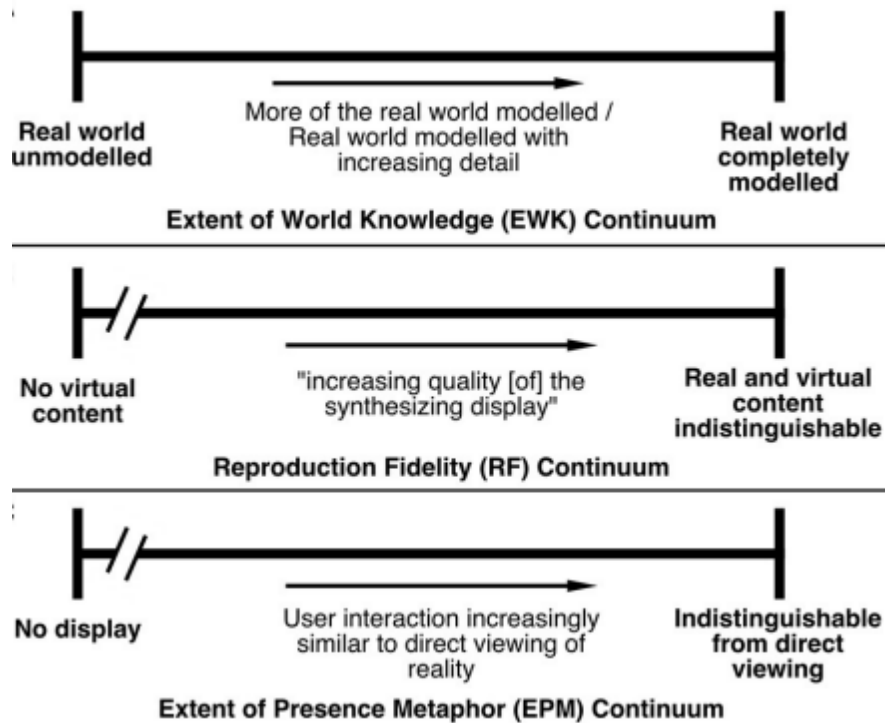 More of the real world modelled /
Real world modelled with
increasing detail
Real world
unmodelled
Real world
completely
modelled
Extent of World Knowledge (EWK) Continuum
No virtual
content
"increasing quality [of] the
synthesizing display"
Real and virtual
content
indistinguishable
Reproduction Fidelity (RF) Continuum
No display
User interaction increasingly
similar to direct viewing of
reality
Indistinguishable
from direct
viewing
Extent of Presence Metaphor (EPM) Continuum